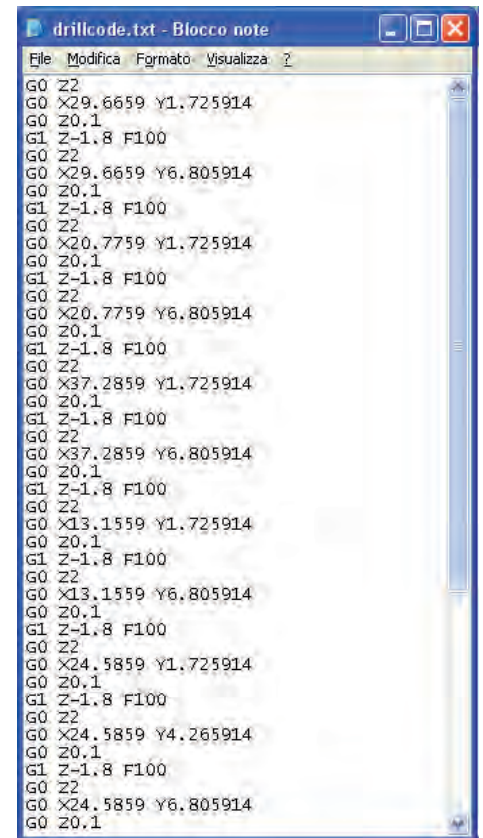 drillcode.txt - Blocco note
File Modifica Formato Visualizza ?
G0 Z2
G0 X29.6659 Y1.725914
G0 Z0.1
G1 Z-1.8 F100
G0 Z2
G0 X29.6659 Y6.805914
G0 Z0.1
G1 Z-1.8 F100
G0 Z2
G0 X20.7759 Y1.725914
G0 Z0.1
G1 Z-1.8 F100
G0 Z2
G0 X20.7759 Y6.805914
G0 Z0.1
G1 Z-1.8 F100
G0 Z2
G0 X37.2859 Y1.725914
G0 Z0.1
G1 Z-1.8 F100
G0 Z2
G0 X37.2859 Y6.805914
G0 Z0.1
G1 Z-1.8 F100
G0 Z2
G0 X13.1559 Y1.725914
G0 Z0.1
G1 Z-1.8 F100
G0 Z2
G0 X13.1559 Y6.805914
G0 Z0.1
G1 Z-1.8 F100
G0 Z2
G0 X24.5859 Y1.725914
G0 Z0.1
G1 Z-1.8 F100
G0 Z2
G0 X24.5859 Y4.265914
G0 Z0.1
G1 Z-1.8 F100
G0 Z2
G0 X24.5859 Y6.805914
G0 Z0.1